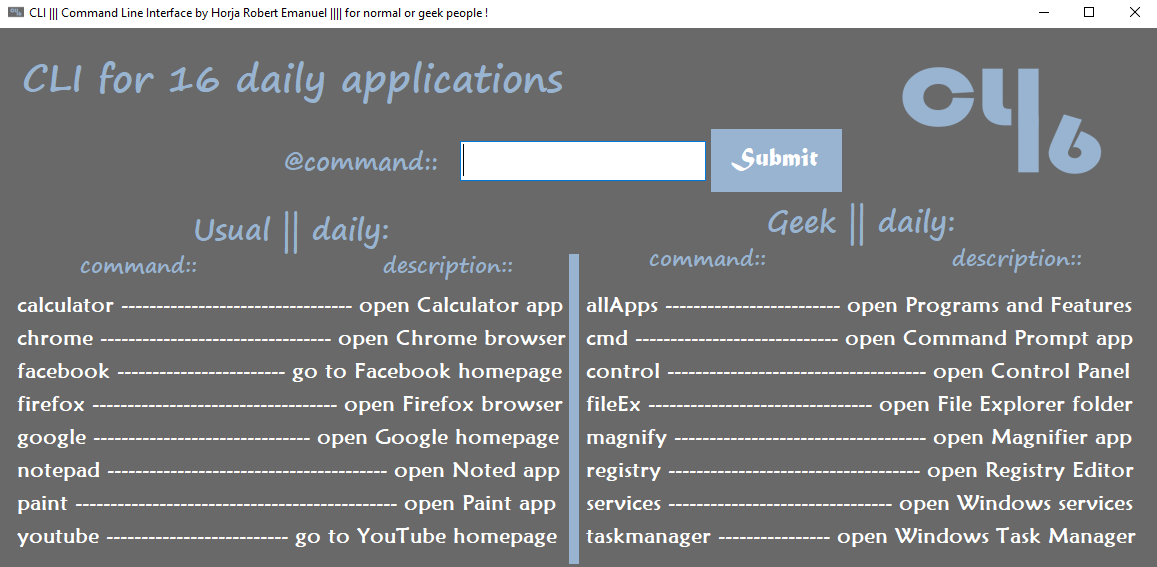 CLI ||| Command Line Interface by Horja Robert Emanuel |||| for normal or geek people !
CLI for 16 daily applications
CLI
16
@command::
Submit
Usual || daily:
command:: description::
calculator --------------------------------- open Calculator app
chrome --------------------------------- open Chrome browser
facebook ------------------------ go to Facebook homepage
firefox ----------------------------------- open Firefox browser
google ------------------------------- open Google homepage
notepad ---------------------------------------- open Noted app
paint ---------------------------------------------- open Paint app
youtube -------------------------- go to YouTube homepage
Geek || daily:
command:: description::
allApps ------------------------- open Programs and Features
cmd ----------------------------- open Command Prompt app
control ------------------------------------- open Control Panel
fileEx -------------------------------- open File Explorer folder
magnify ------------------------------------ open Magnifier app
registry ------------------------------------ open Registry Editor
services -------------------------------- open Windows services
taskmanager ---------------- open Windows Task Manager